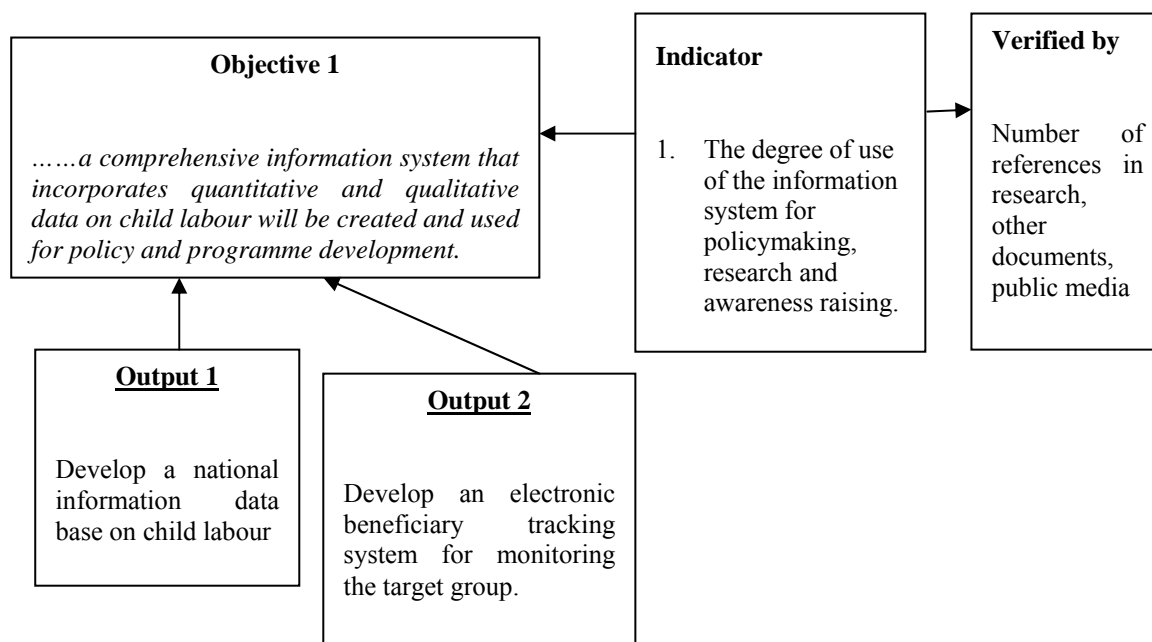 Objective 1
……a comprehensive information system that
incorporates quantitative and qualitative
data on child labour will be created and used
for policy and programme development.
Indicator
1. The degree of use
of the information
system for
policymaking,
research and
awareness raising.
Verified by
Number of
references in
research,
other
documents,
public media
Output 1
Develop a national
information data
base on child labour
Output 2
Develop an electronic
beneficiary tracking
system for monitoring
the target group.